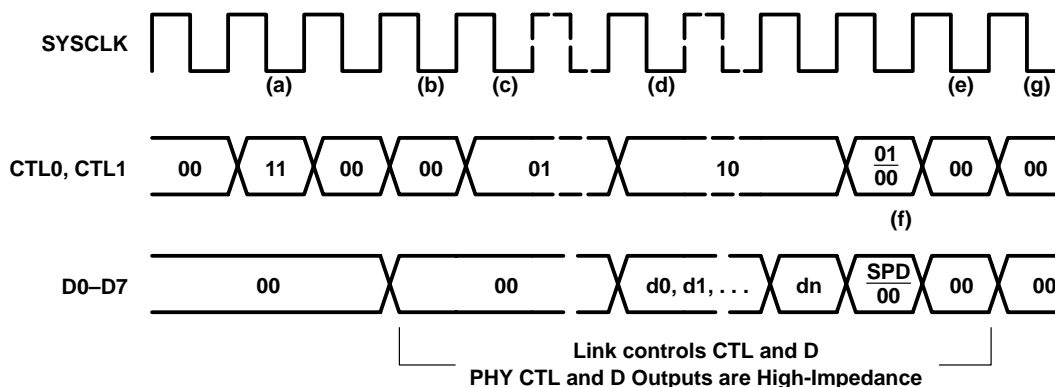 SYSCLK
(a) (b) (c) (d) (e) (g)
CTL0, CTL1 00 11 00 00 01 10 01 00 00 00
(f)
D0–D7 00 00 d0, d1, . . . dn SPD 00 00 00
Link controls CTL and D
PHY CTL and D Outputs are High-Impedance